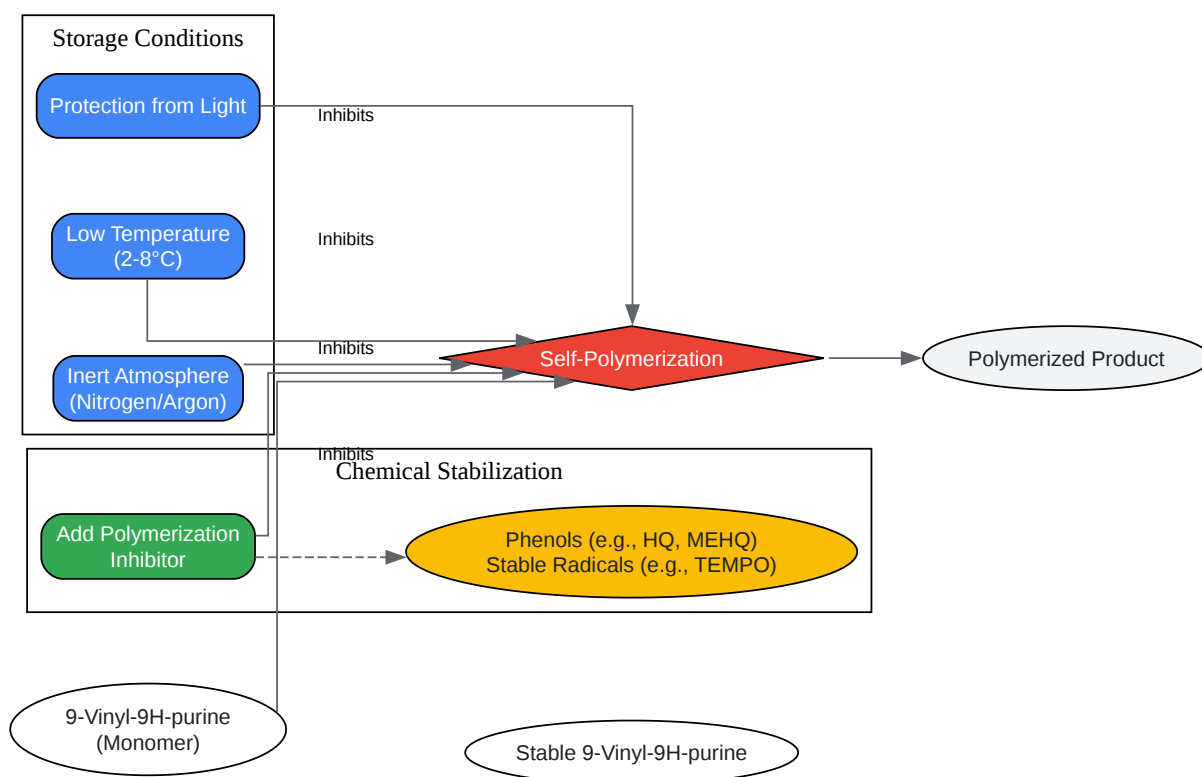 Storage Conditions
Protection from Light
Inhibits
Low Temperature
(2-8°C)
Inhibits
Inert Atmosphere
(Nitrogen/Argon)
Inhibits
Self-Polymerization
Polymerized Product
Inhibits
Chemical Stabilization
Add Polymerization
Inhibitor
Phenols (e.g., HQ, MEHQ)
Stable Radicals (e.g., TEMPO)
9-Vinyl-9H-purine
(Monomer)
Stable 9-Vinyl-9H-purine